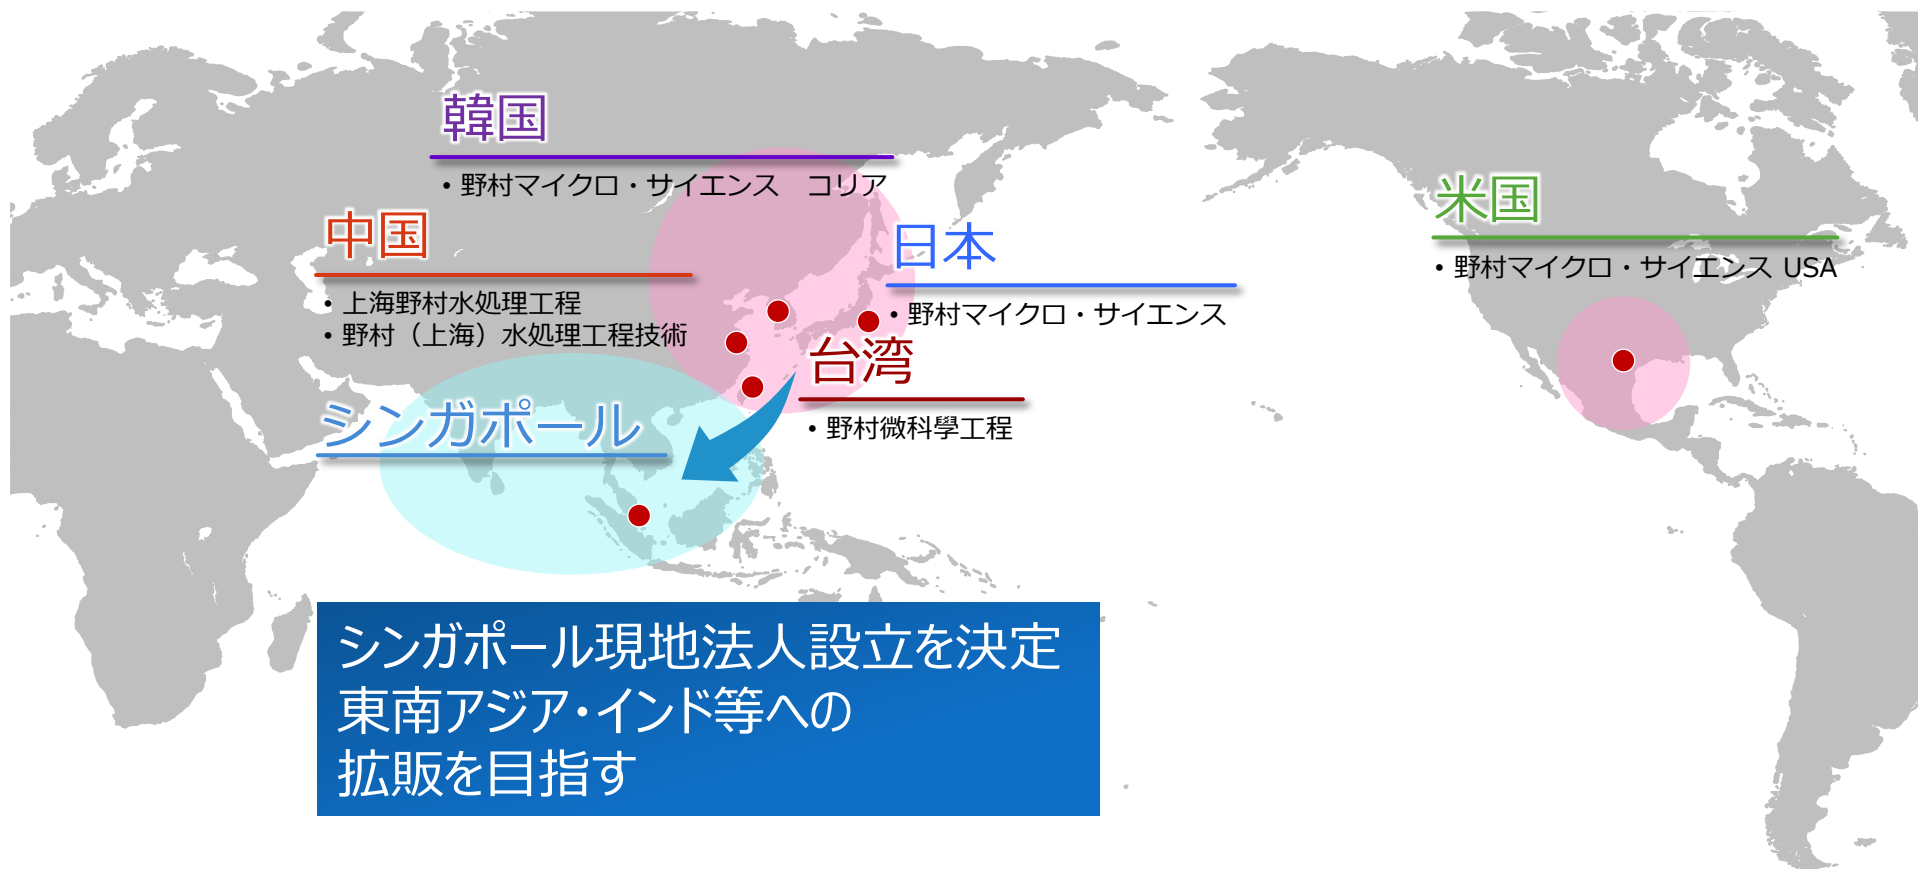 韓国
・野村マイクロ・サイエンス　コリア
中国
・上海野村水処理工程
・野村（上海）水処理工程技術
日本
・野村マイクロ・サイエンス
台湾
・野村微科學工程
シンガポール
米国
・野村マイクロ・サイエンス USA
シンガポール現地法人設立を決定
東南アジア・インド等への
拡販を目指す